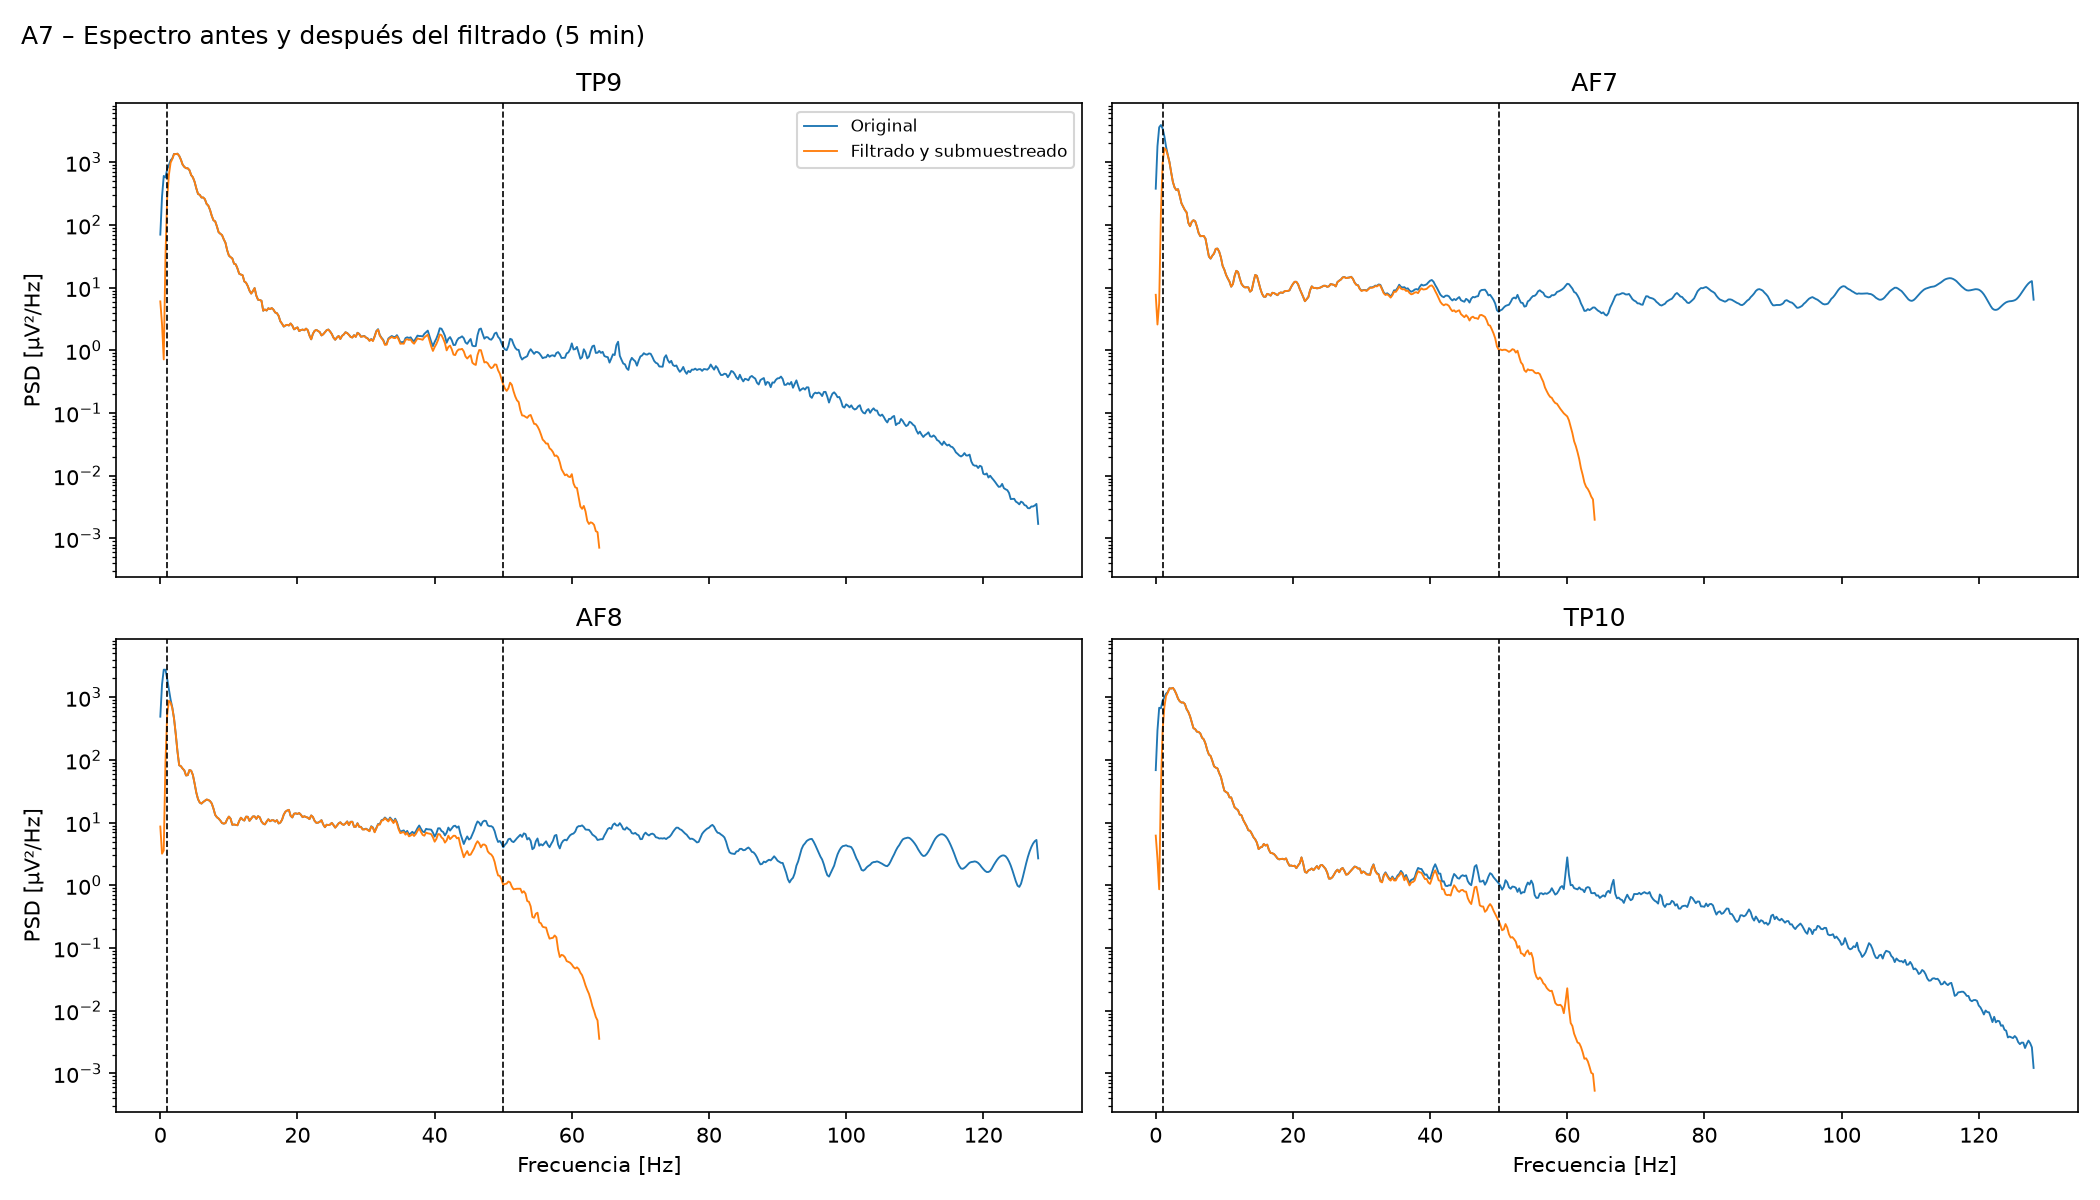 A7 – Espectro antes y después del filtrado (5 min)
TP9
AF7
Original
Filtrado y submuestreado
PSD [µV²/Hz]
10³
10²
10¹
10⁰
10⁻¹
10⁻²
10⁻³
AF8
TP10
PSD [µV²/Hz]
10³
10²
10¹
10⁰
10⁻¹
10⁻²
10⁻³
0 20 40 60 80 100 120
0 20 40 60 80 100 120
Frecuencia [Hz]
Frecuencia [Hz]